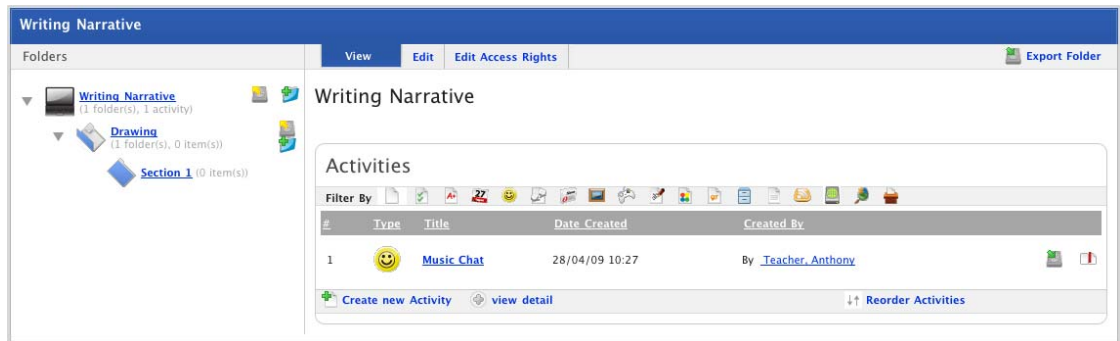 Writing Narrative
Folders
View
Edit
Edit Access Rights
Export Folder
Writing Narrative
(1 folder(s), 1 activity)
Drawing
(1 folder(s), 0 item(s))
Section 1 (0 item(s))
Writing Narrative
Activities
Filter By
# Type Title Date Created Created By
1 Music Chat 28/04/09 10:27 By Teacher, Anthony
Create new Activity view detail Reorder Activities